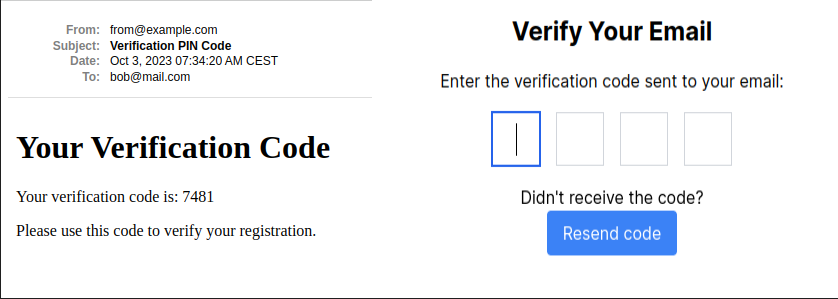 From: from@example.com
Subject: Verification PIN Code
Date: Oct 3, 2023 07:34:20 AM CEST
To: bob@mail.com
Your Verification Code
Your verification code is: 7481
Please use this code to verify your registration.
Verify Your Email
Enter the verification code sent to your email:
Didn't receive the code?
Resend code